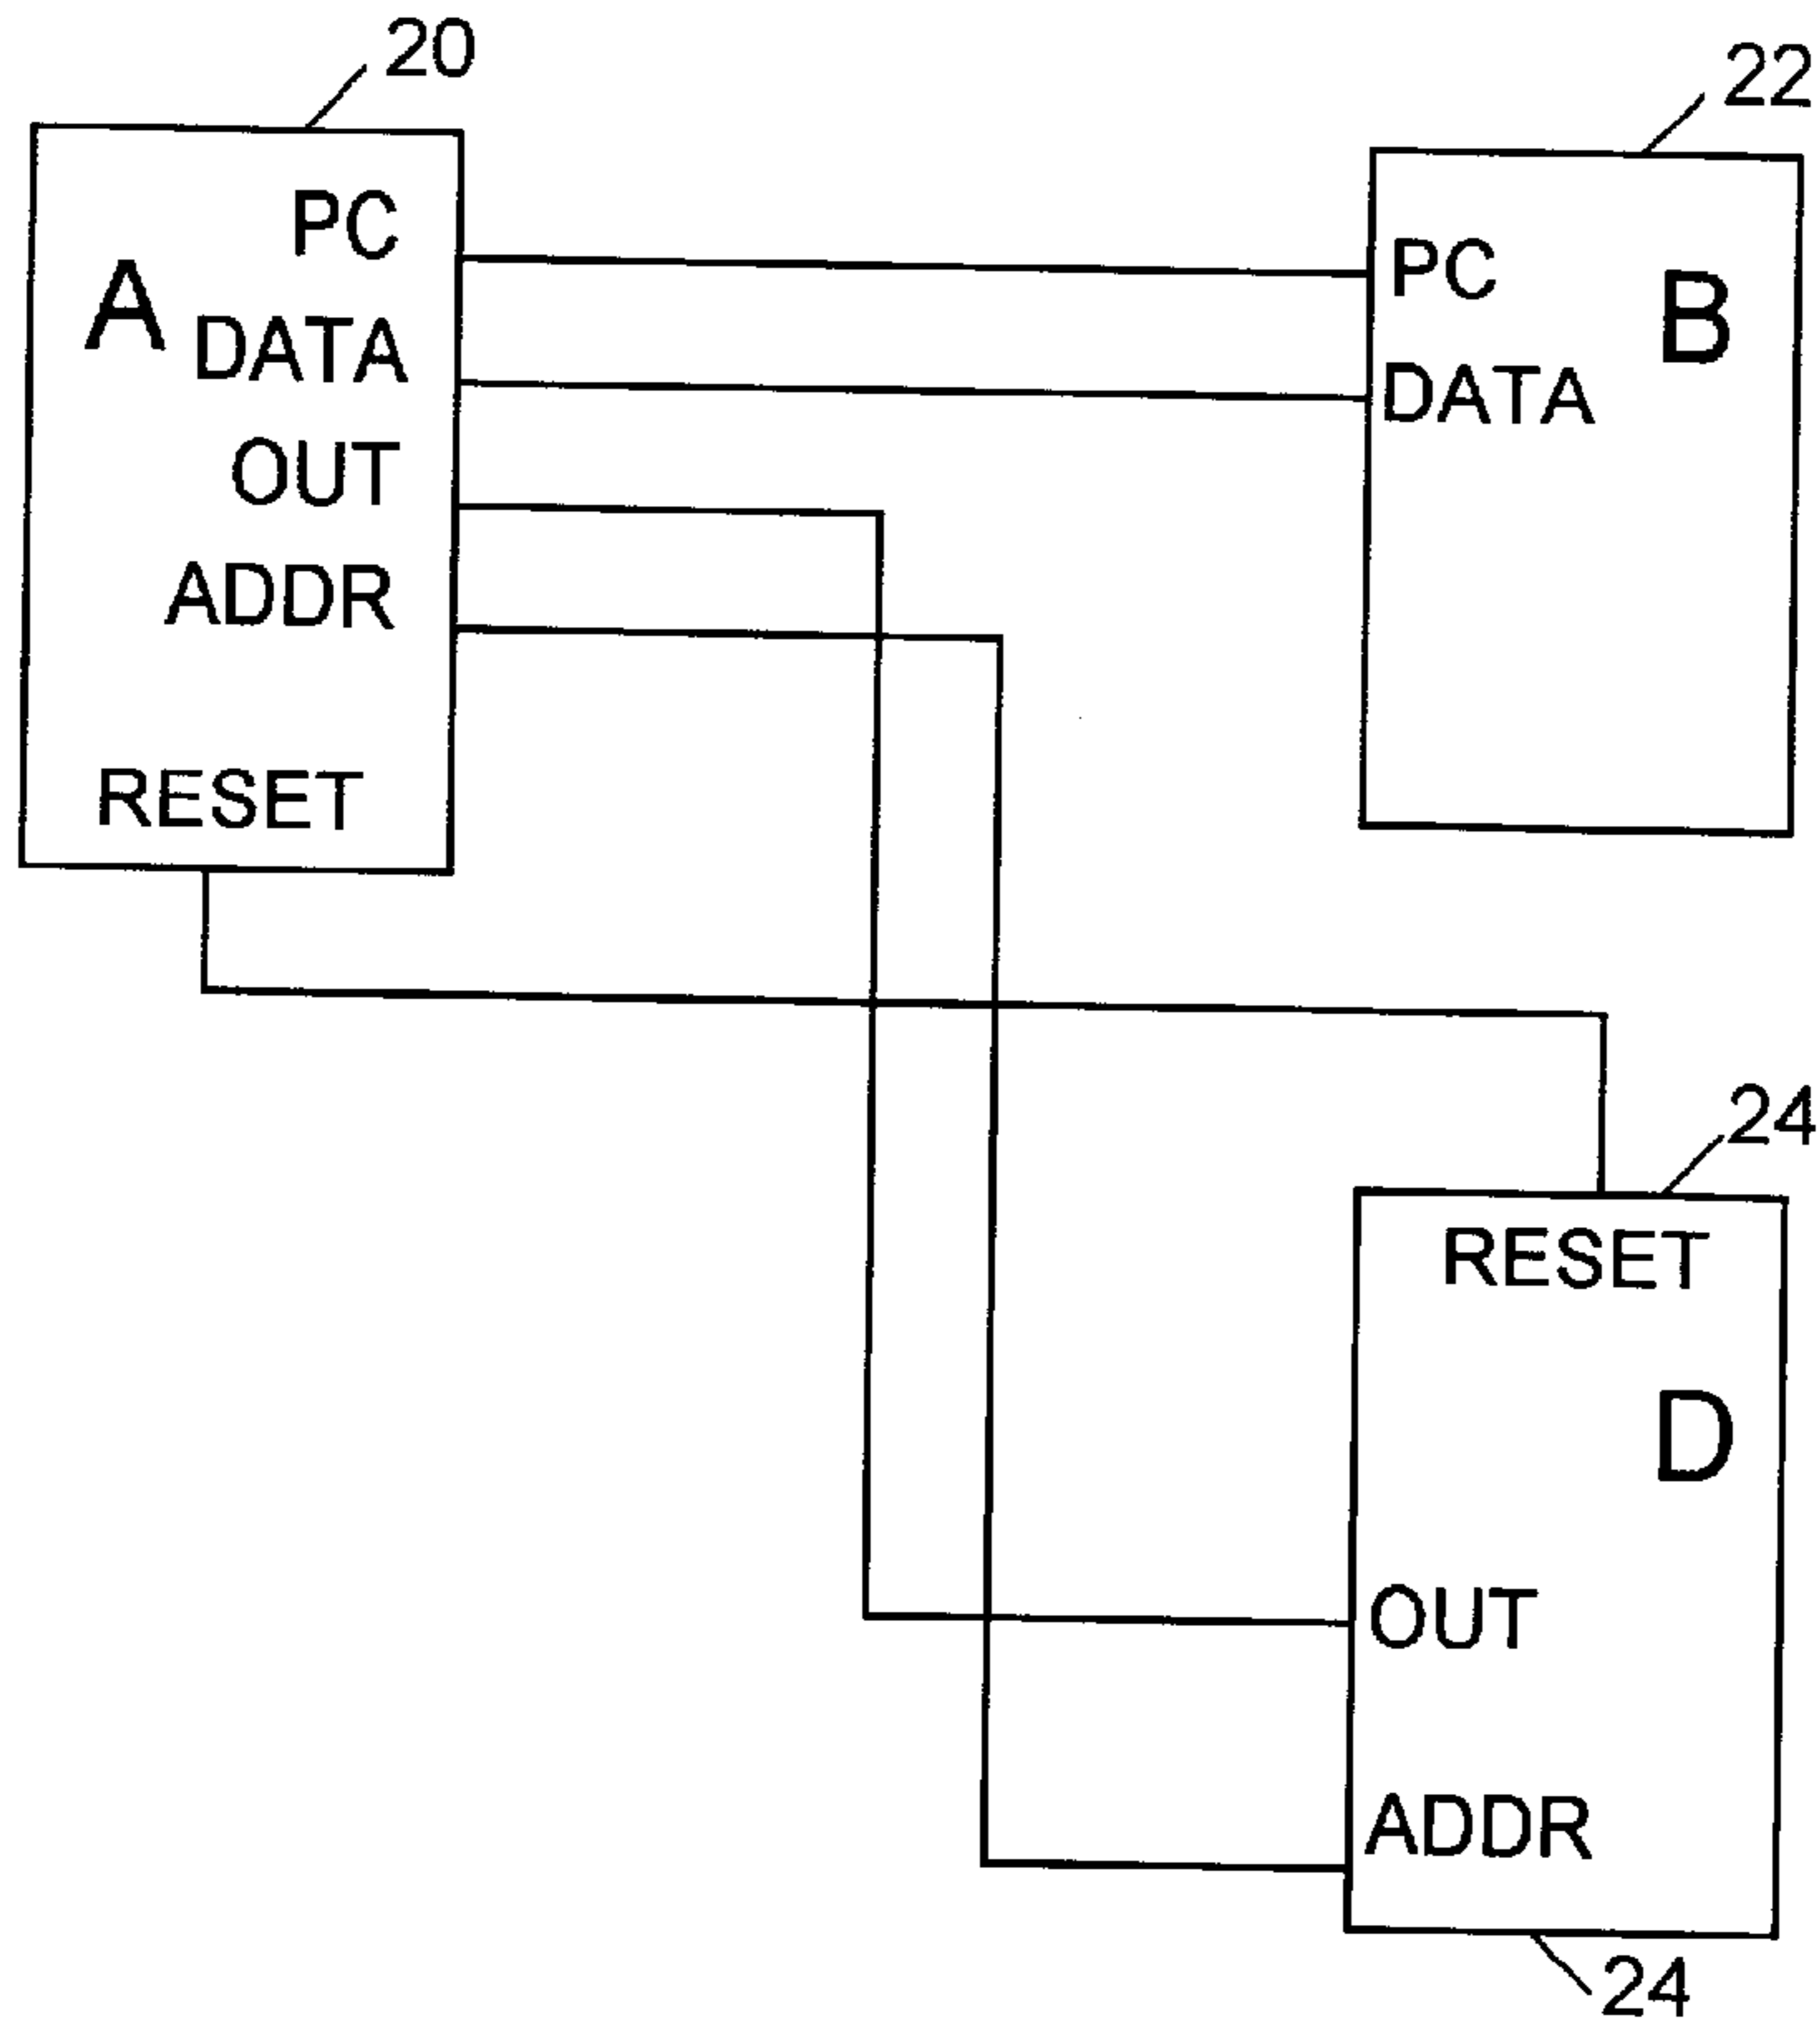 20
22
PC
A
DATA
OUT
ADDR
RESET
PC
B
DATA
24
RESET
D
OUT
ADDR
24